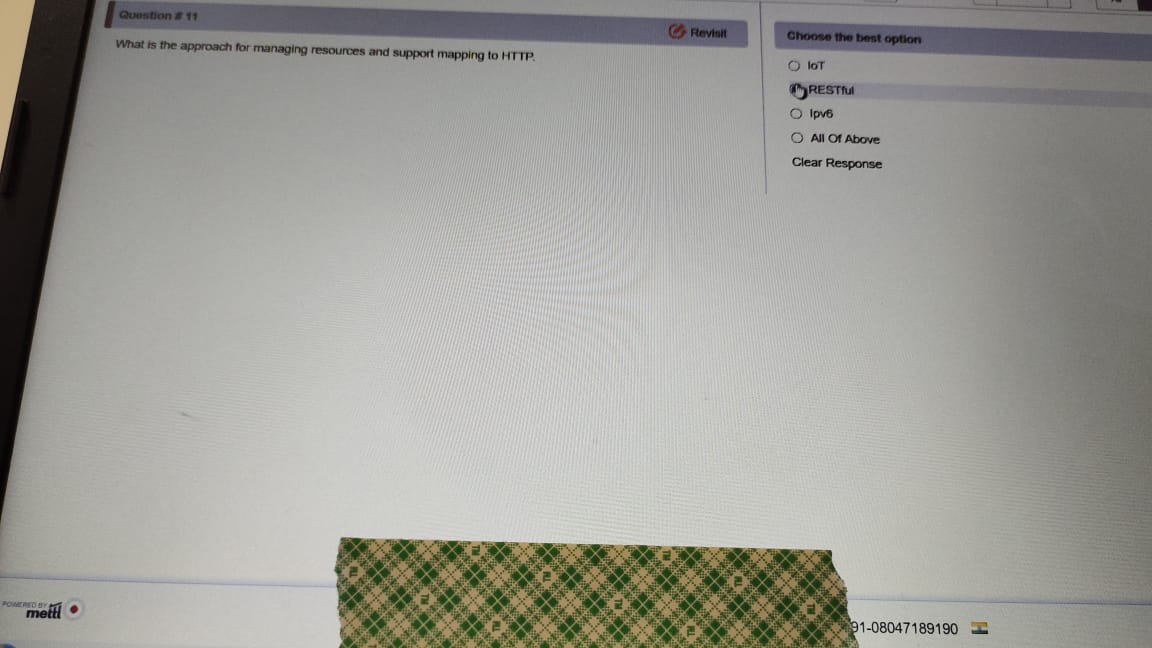 Question # 11
Revisit
What is the approach for managing resources and support mapping to HTTP.
Choose the best option
IoT
RESTful
Ipv6
All Of Above
Clear Response
POWERED BY
mettl
91-08047189190